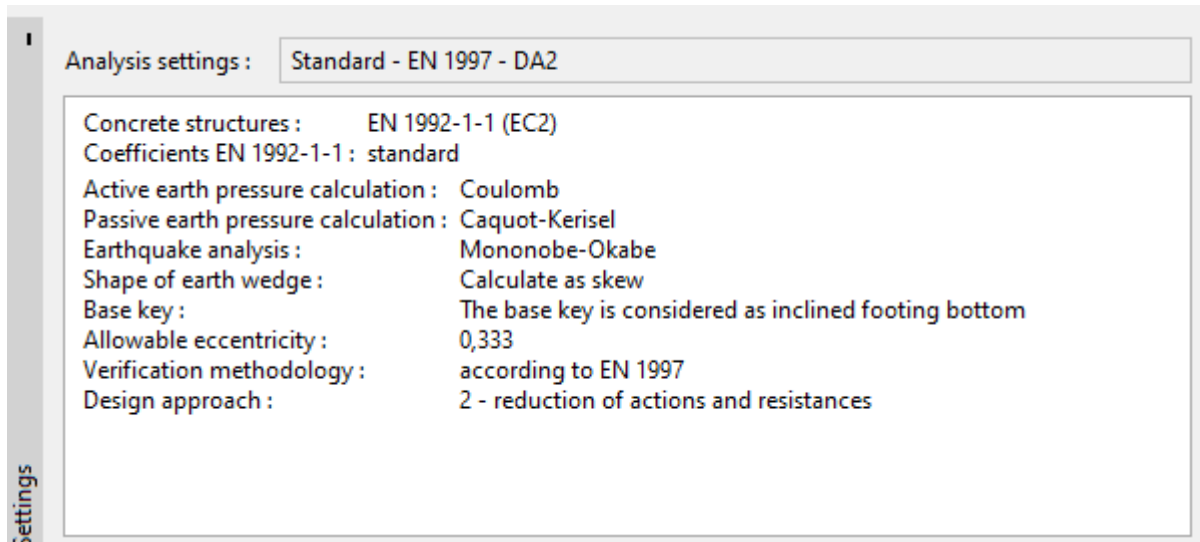 Analysis settings : Standard - EN 1997 - DA2
Concrete structures : EN 1992-1-1 (EC2)
Coefficients EN 1992-1-1 : standard
Active earth pressure calculation : Coulomb
Passive earth pressure calculation : Caquot-Kerisel
Earthquake analysis : Mononobe-Okabe
Shape of earth wedge : Calculate as skew
Base key : The base key is considered as inclined footing bottom
Allowable eccentricity : 0,333
Verification methodology : according to EN 1997
Design approach : 2 - reduction of actions and resistances
Settings